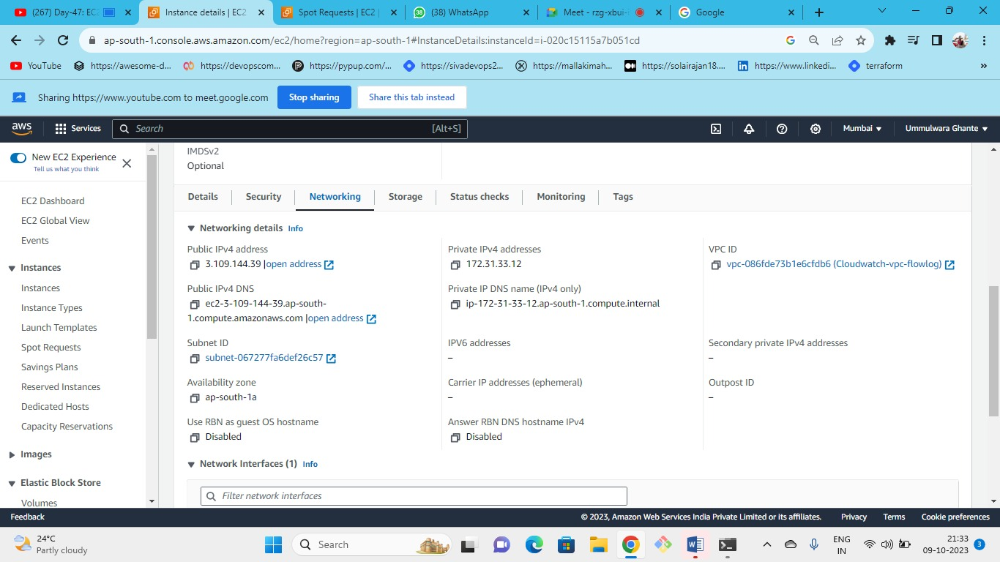 (267) Day-47: EC2
Instance details | EC2
Spot Requests | EC2
(38) WhatsApp
Meet - rzg-xbui-
Google
ap-south-1.console.aws.amazon.com/ec2/home?region=ap-south-1#InstanceDetails:instanceId=i-020c15115a7b051cd
YouTube
https://awesome-d...
https://devopscom...
https://pypup.com/...
https://sivadevops2...
https://mallakimah...
https://solairajan18....
https://www.linkedi...
terraform
Sharing https://www.youtube.com to meet.google.com
Stop sharing
Share this tab instead
aws
Services
Search
[Alt+S]
Mumbai
Ummulwara Ghante
New EC2 Experience
Tell us what you think
EC2 Dashboard
EC2 Global View
Events
Instances
Instances
Instance Types
Launch Templates
Spot Requests
Savings Plans
Reserved Instances
Dedicated Hosts
Capacity Reservations
Images
Elastic Block Store
Volumes
IMDSv2
Optional
Details
Security
Networking
Storage
Status checks
Monitoring
Tags
Networking details Info
Public IPv4 address
3.109.144.39 |open address
Private IPv4 addresses
172.31.33.12
VPC ID
vpc-086fde73b1e6cfdb6 (Cloudwatch-vpc-flowlog)
Public IPv4 DNS
ec2-3-109-144-39.ap-south-
1.compute.amazonaws.com |open address
Private IP DNS name (IPv4 only)
ip-172-31-33-12.ap-south-1.compute.internal
Subnet ID
subnet-067277fa6def26c57
IPV6 addresses
–
Secondary private IPv4 addresses
–
Availability zone
ap-south-1a
Carrier IP addresses (ephemeral)
–
Outpost ID
–
Use RBN as guest OS hostname
Disabled
Answer RBN DNS hostname IPv4
Disabled
Network Interfaces (1) Info
Filter network interfaces
Feedback
© 2023, Amazon Web Services India Private Limited or its affiliates.
Privacy
Terms
Cookie preferences
24°C
Partly cloudy
Search
ENG
IN
21:33
09-10-2023
3